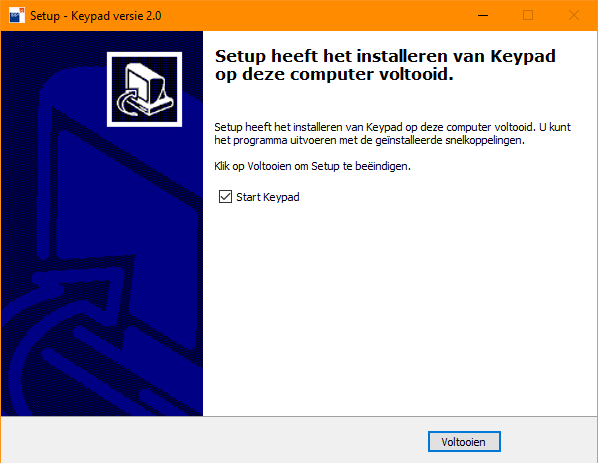 Setup - Keypad versie 2.0
Setup heeft het installeren van Keypad
op deze computer voltooid.
Setup heeft het installeren van Keypad op deze computer voltooid. U kunt
het programma uitvoeren met de geïnstalleerde snelkoppelingen.
Klik op Voltooien om Setup te beëindigen.
Start Keypad
Voltooien